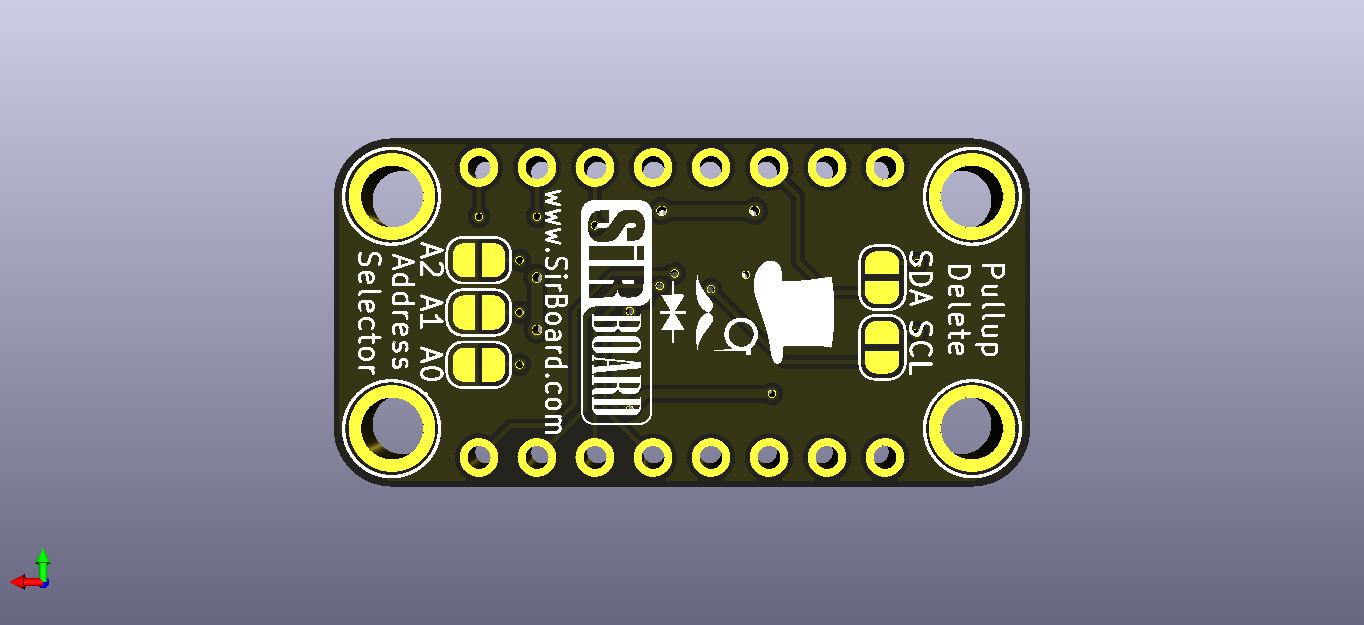 A2 A1 A0
Address
Selector
www.SirBoard.com
SiR BOARD
SDA SCL
Pullup
Delete